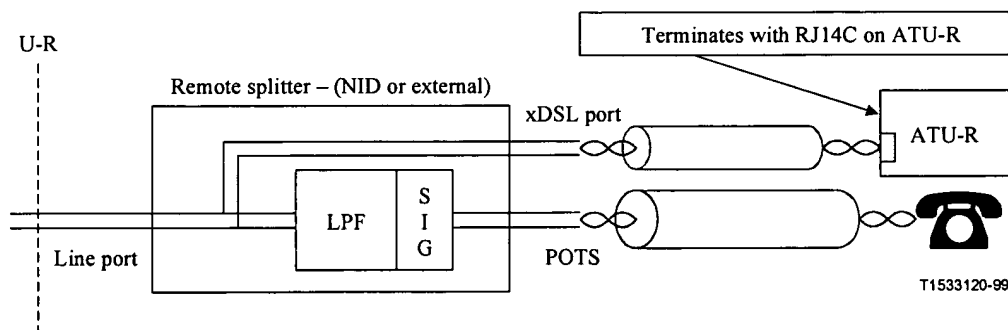 U-R
Terminates with RJ14C on ATU-R
Remote splitter – (NID or external)
xDSL port
ATU-R
LPF
S
I
G
Line port
POTS
T1533120-99